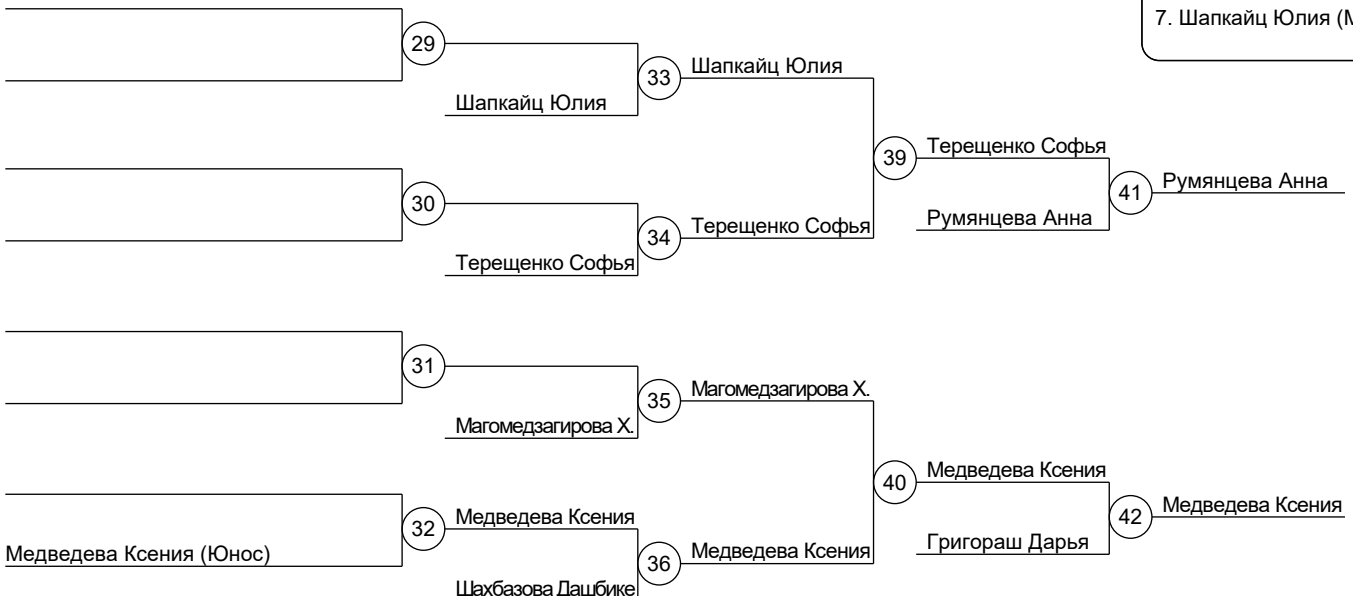 7. Шапкайц Юлия (М
29
33
Шапкайц Юлия
Шапкайц Юлия
39
Терещенко Софья
41
Румянцева Анна
30
34
Терещенко Софья
Румянцева Анна
Терещенко Софья
31
35
Магомедзагирова Х.
Магомедзагирова Х.
40
Медведева Ксения
42
Медведева Ксения
32
Медведева Ксения
Медведева Ксения (Юнос)
36
Медведева Ксения
Григораш Дарья
Шахбазова Дашбике